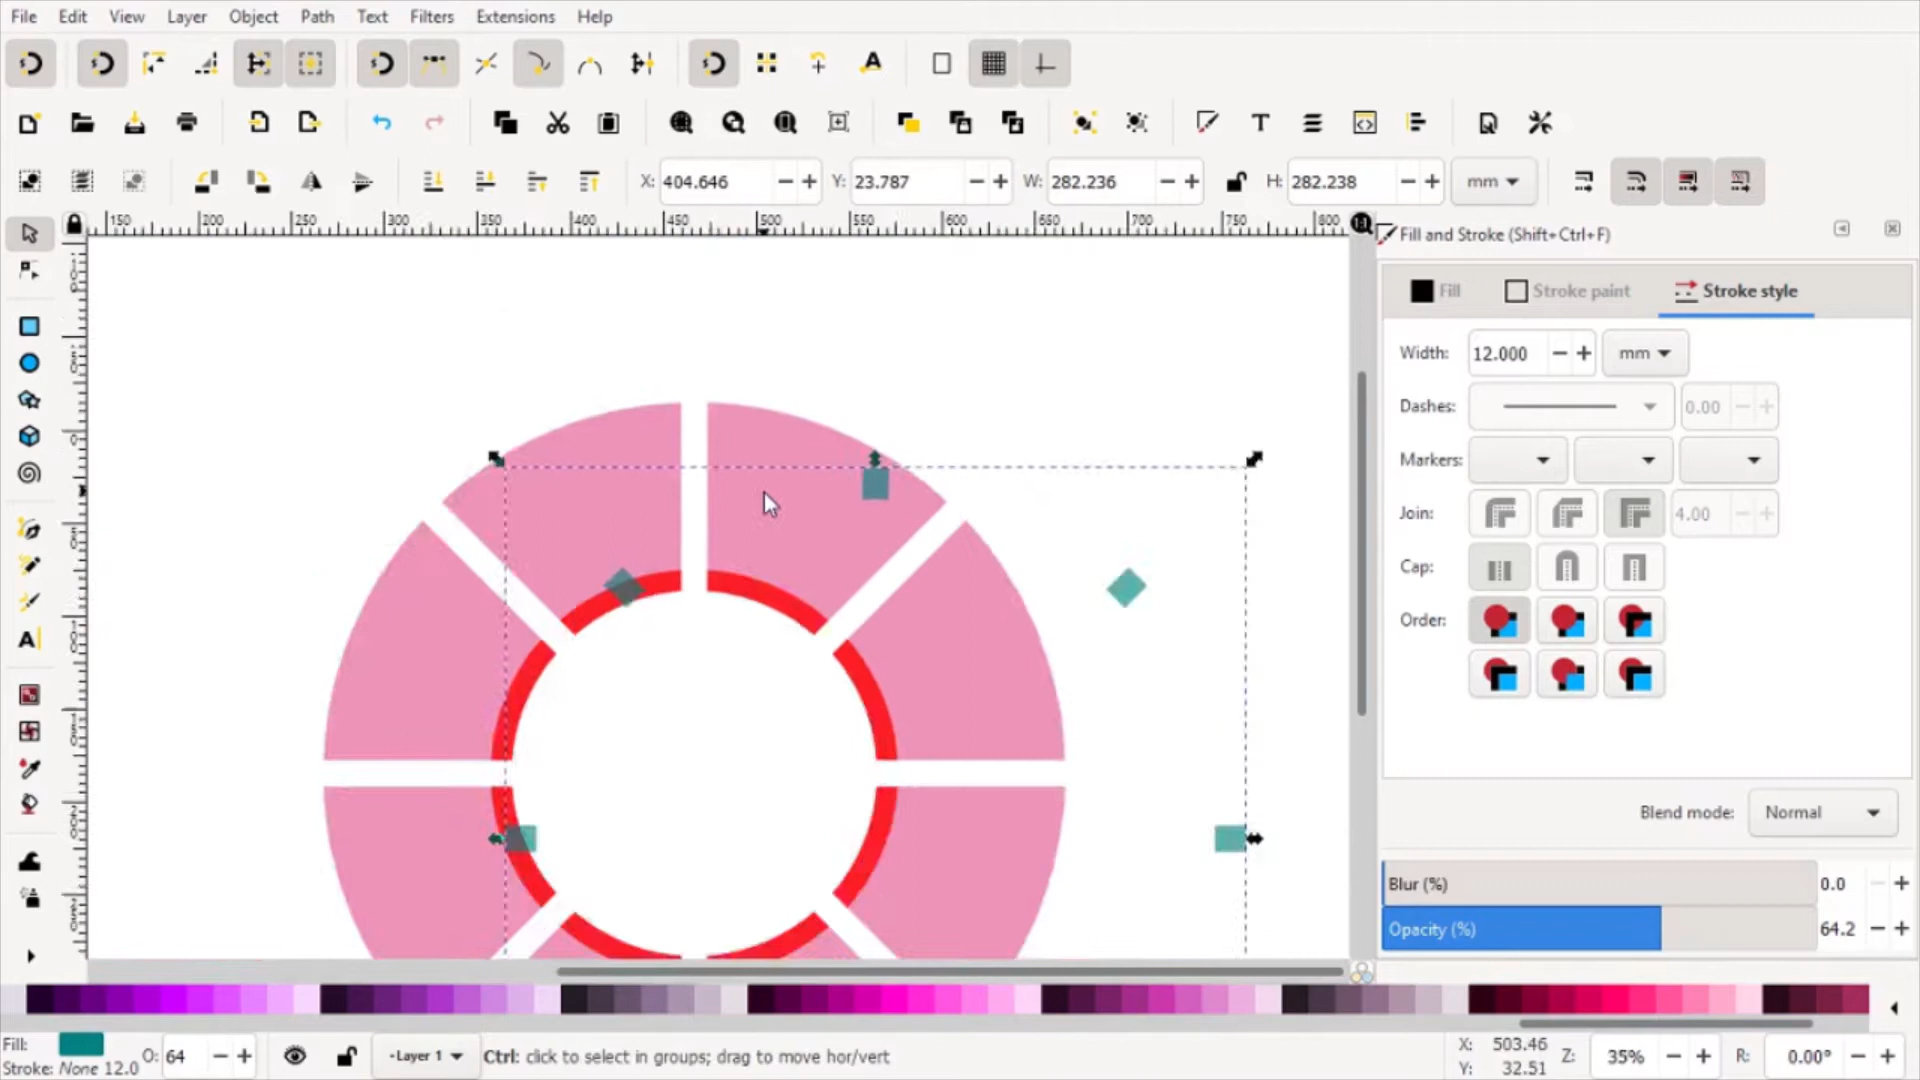 File Edit View Layer Object Path Text Filters Extensions Help
X: 404.646 Y: 23.787 W: 282.236 H: 282.238 mm
150 200 250 300 350 400 450 500 550 600 650 700 750 800
Fill and Stroke (Shift+Ctrl+F)
Fill Stroke paint Stroke style
Width: 12.000 mm
Dashes: 0.00
Markers:
Join: 4.00
Cap:
Order:
Blend mode: Normal
Blur (%) 0.0
Opacity (%) 64.2
Fill:
Stroke: None 12.0
O: 64
-Layer 1
Ctrl: click to select in groups; drag to move hor/vert
X: 503.46
Y: 32.51
Z: 35%
R: 0.00°